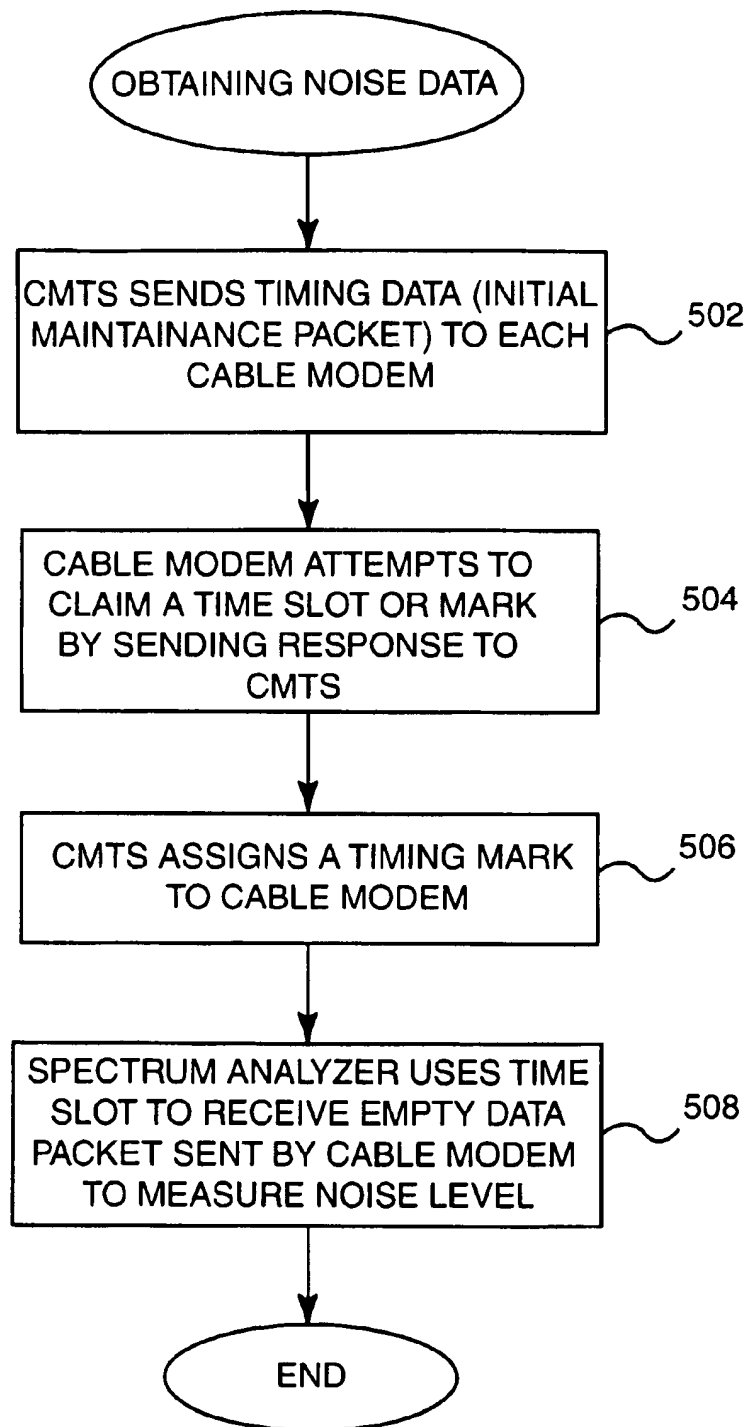 OBTAINING NOISE DATA
CMTS SENDS TIMING DATA (INITIAL
MAINTAINANCE PACKET) TO EACH
CABLE MODEM
502
CABLE MODEM ATTEMPTS TO
CLAIM A TIME SLOT OR MARK
BY SENDING RESPONSE TO
CMTS
504
CMTS ASSIGNS A TIMING MARK
TO CABLE MODEM
506
SPECTRUM ANALYZER USES TIME
SLOT TO RECEIVE EMPTY DATA
PACKET SENT BY CABLE MODEM
TO MEASURE NOISE LEVEL
508
END